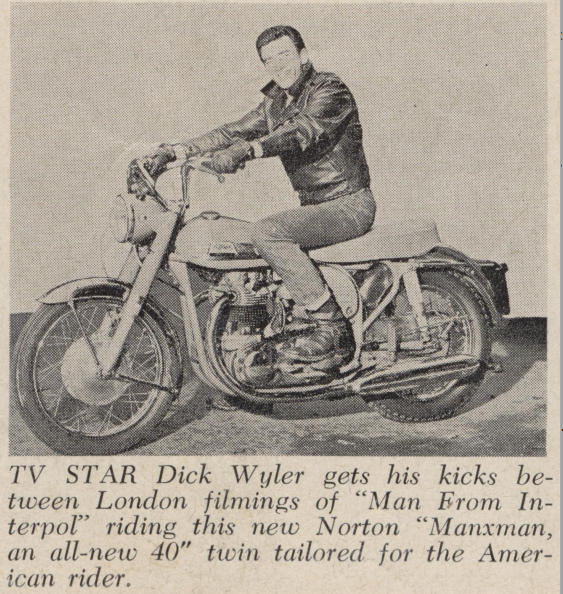 TV STAR Dick Wyler gets his kicks be-
tween London filmings of "Man From In-
terpol" riding this new Norton "Manxman,
an all-new 40" twin tailored for the Amer-
ican rider.